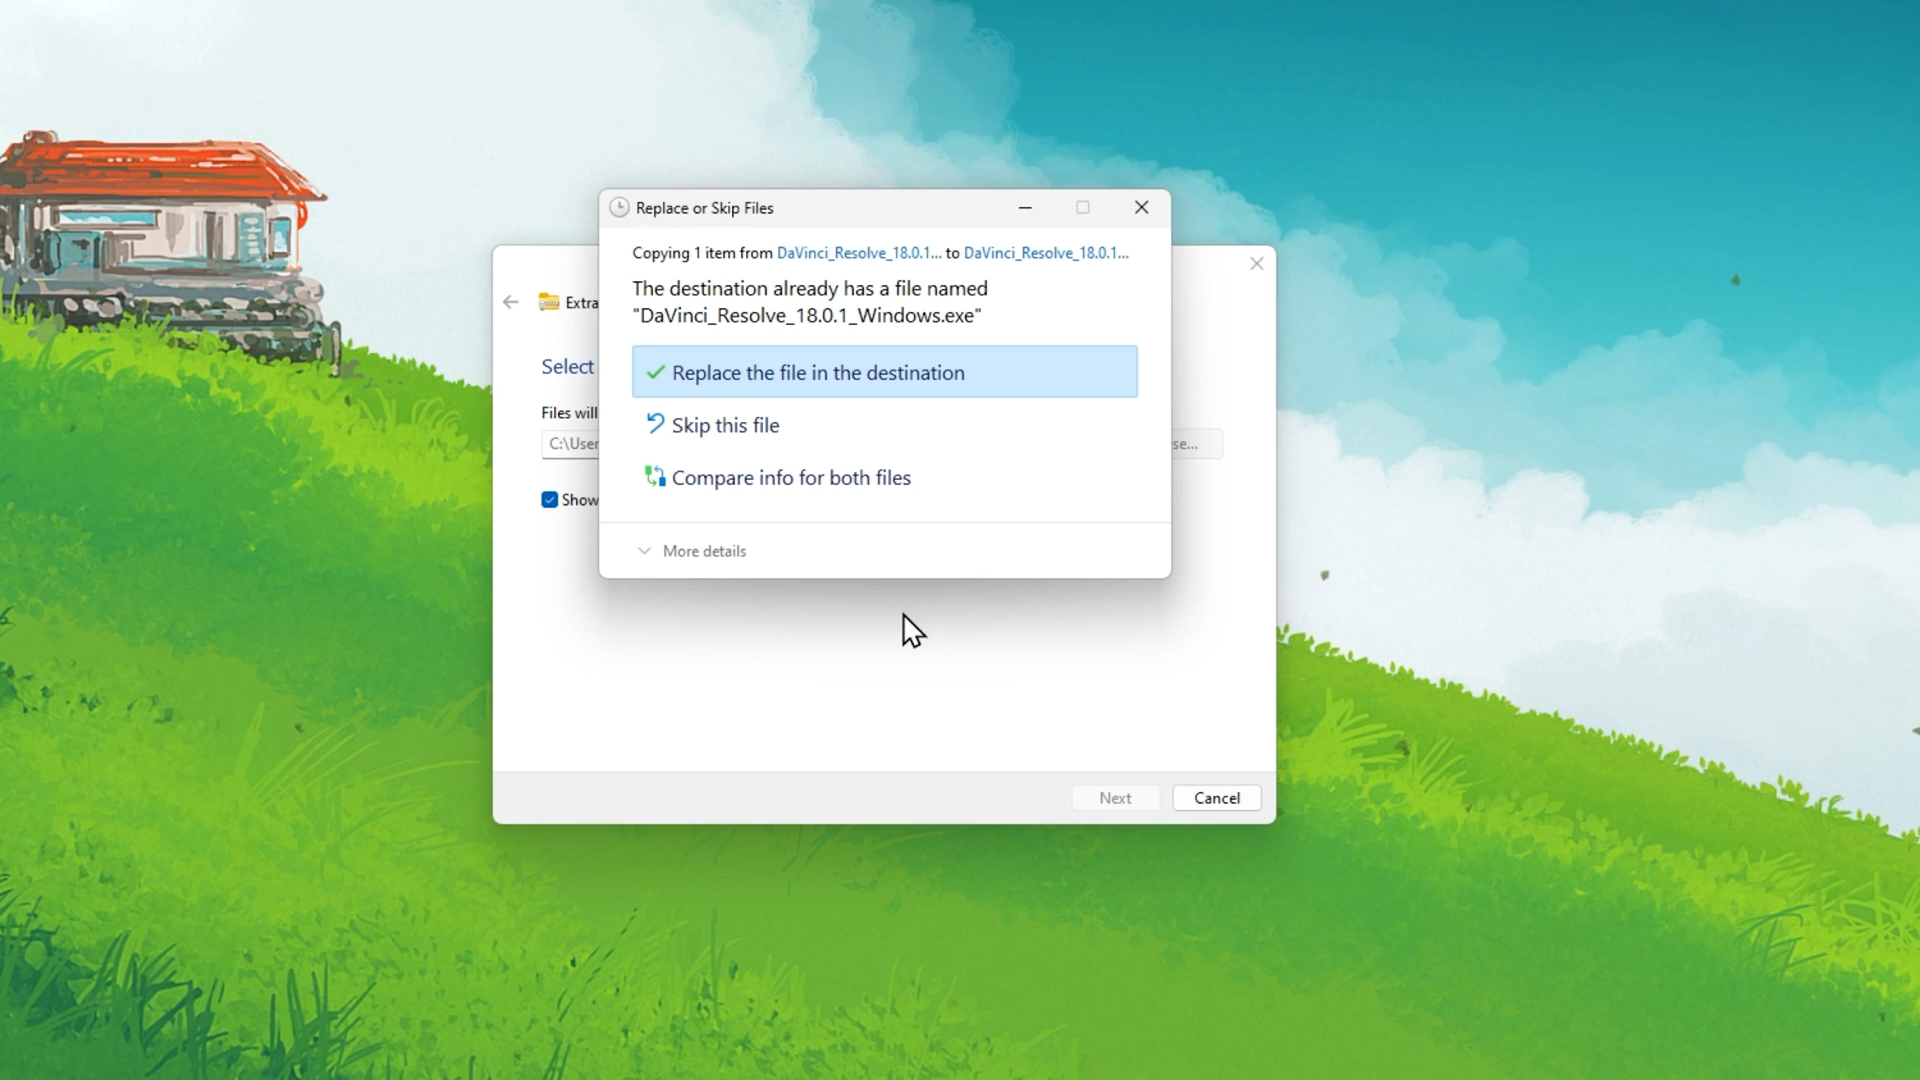 Replace or Skip Files
Copying 1 item from DaVinci_Resolve_18.0.1... to DaVinci_Resolve_18.0.1...
The destination already has a file named
"DaVinci_Resolve_18.0.1_Windows.exe"
Replace the file in the destination
Skip this file
Compare info for both files
More details
Extra
Select
Files will
C:\User
se...
Show
Next
Cancel